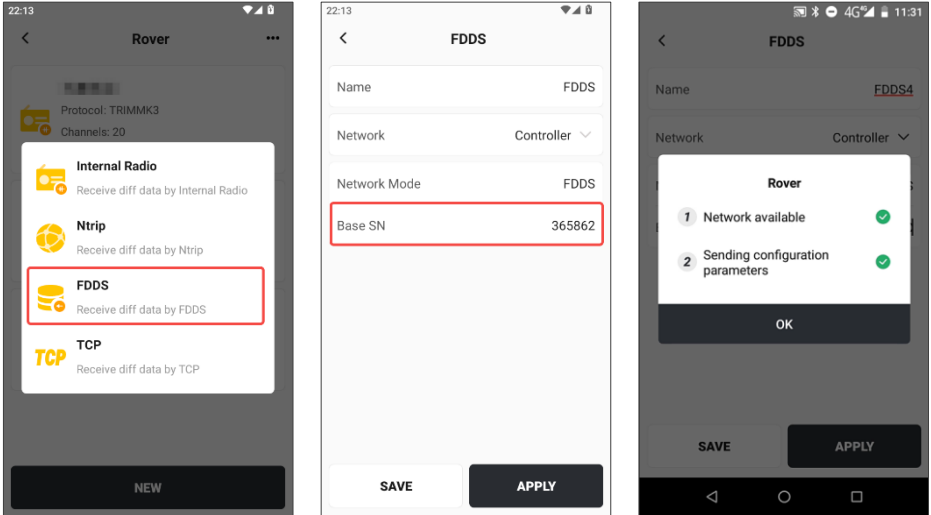 22:13
Rover
Protocol: TRIMMK3
Channels: 20
Internal Radio
Receive diff data by Internal Radio
Ntrip
Receive diff data by Ntrip
FDDS
Receive diff data by FDDS
TCP
TCP
Receive diff data by TCP
NEW
22:13
FDDS
Name FDDS
Network Controller
Network Mode FDDS
Base SN 365862
SAVE APPLY
4G 4G 11:31
FDDS
Name FDDS4
Network Controller
Rover
1 Network available
2 Sending configuration
parameters
OK
SAVE APPLY